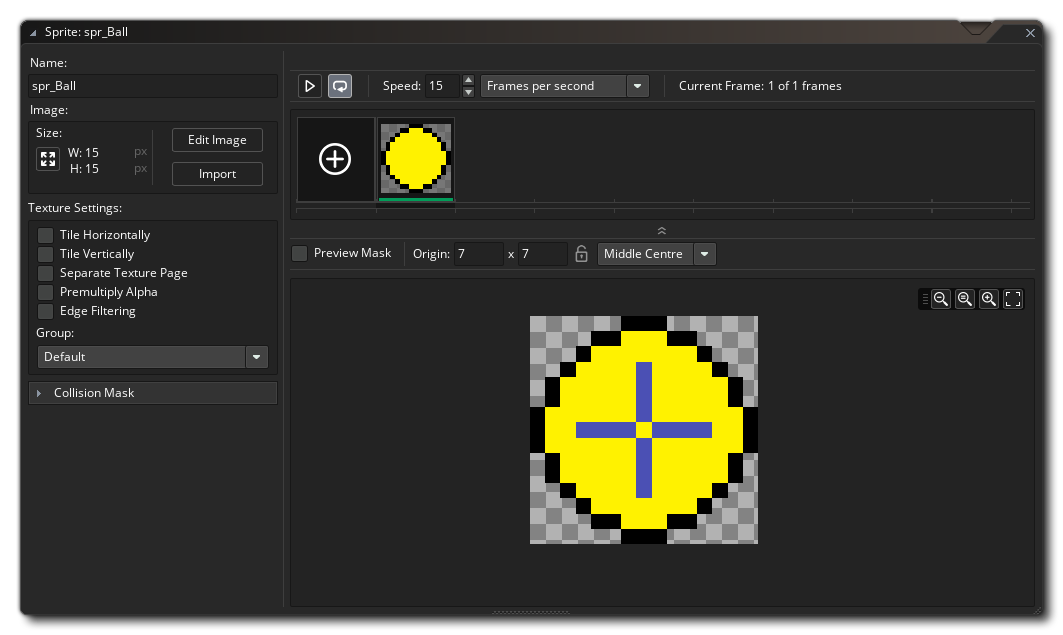 Sprite: spr_Ball
Name:
spr_Ball
Image:
Size:
W: 15 px
H: 15 px
Edit Image
Import
Texture Settings:
Tile Horizontally
Tile Vertically
Separate Texture Page
Premultiply Alpha
Edge Filtering
Group:
Default
Collision Mask
Speed: 15 Frames per second Current Frame: 1 of 1 frames
Preview Mask Origin: 7 x 7 Middle Centre